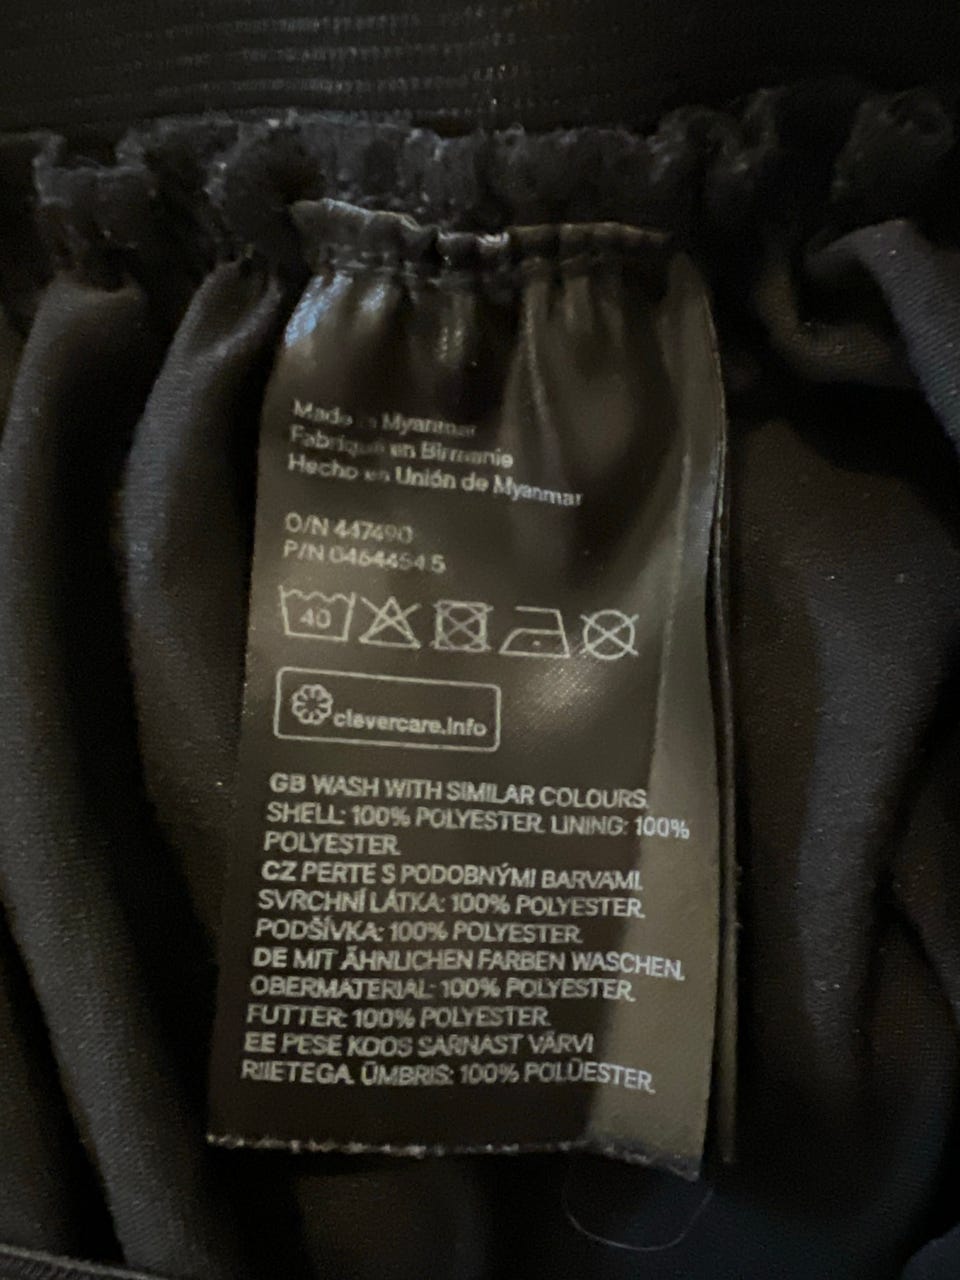 Made in Myanmar
Fabriqué en Birmanie
Hecho en Unión de Myanmar
O/N 447490
P/N 0464454.5
40
clevercare.info
GB WASH WITH SIMILAR COLOURS.
SHELL: 100% POLYESTER. LINING: 100%
POLYESTER.
CZ PERTE S PODOBNÝMI BARVAMI.
SVRCHNÍ LÁTKA: 100% POLYESTER.
PODŠÍVKA: 100% POLYESTER.
DE MIT ÄHNLICHEN FARBEN WASCHEN.
OBERMATERIAL: 100% POLYESTER.
FUTTER: 100% POLYESTER.
EE PESE KOOS SARNAST VÄRVI
RIIETEGA. ÜMBRIS: 100% POLÜESTER.